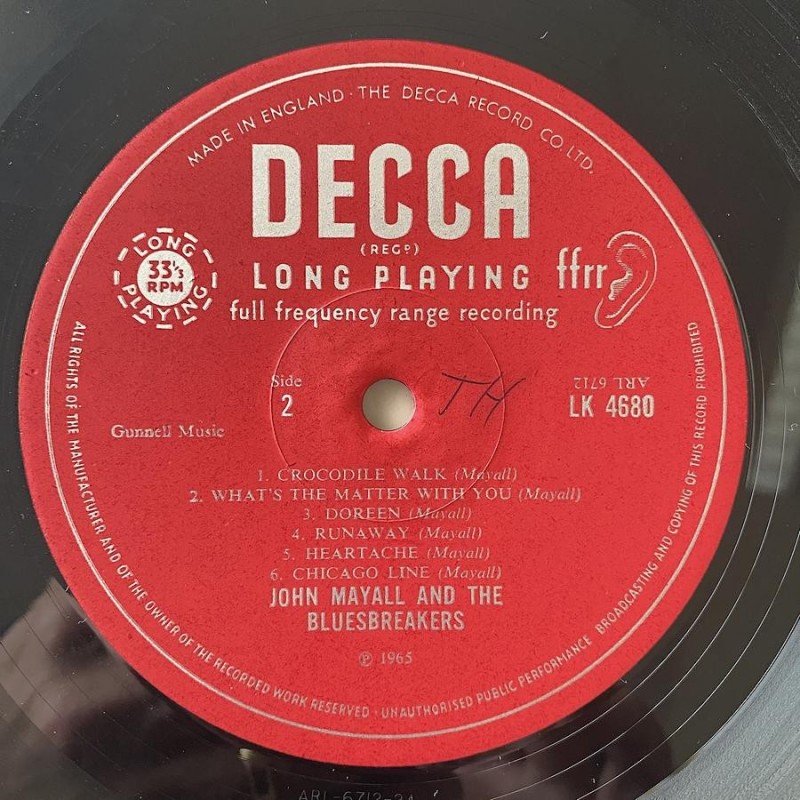 MADE IN ENGLAND · THE DECCA RECORD CO. LTD.
DECCA
(REGD)
LONG PLAYING
33⅓ RPM
LONG PLAYING
ffrr
full frequency range recording
Side
2
TH
ARL 6712
LK 4680
Gunnell Music
1. CROCODILE WALK (Mayall)
2. WHAT'S THE MATTER WITH YOU (Mayall)
3. DOREEN (Mayall)
4. RUNAWAY (Mayall)
5. HEARTACHE (Mayall)
6. CHICAGO LINE (Mayall)
JOHN MAYALL AND THE
BLUESBREAKERS
℗ 1965
ALL RIGHTS OF THE MANUFACTURER AND OF THE OWNER OF THE RECORDED WORK RESERVED · UNAUTHORISED PUBLIC PERFORMANCE BROADCASTING AND COPYING OF THIS RECORD PROHIBITED
ARL-6712-2A